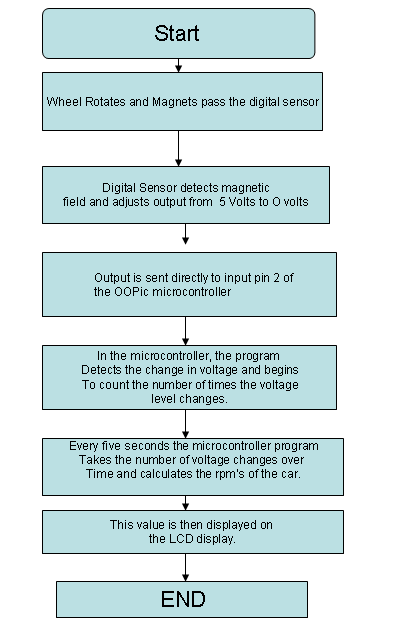 Start
Wheel Rotates and Magnets pass the digital sensor
Digital Sensor detects magnetic
field and adjusts output from 5 Volts to O volts
Output is sent directly to input pin 2 of
the OOPic microcontroller
In the microcontroller, the program
Detects the change in voltage and begins
To count the number of times the voltage
level changes.
Every five seconds the microcontroller program
Takes the number of voltage changes over
Time and calculates the rpm's of the car.
This value is then displayed on
the LCD display.
END